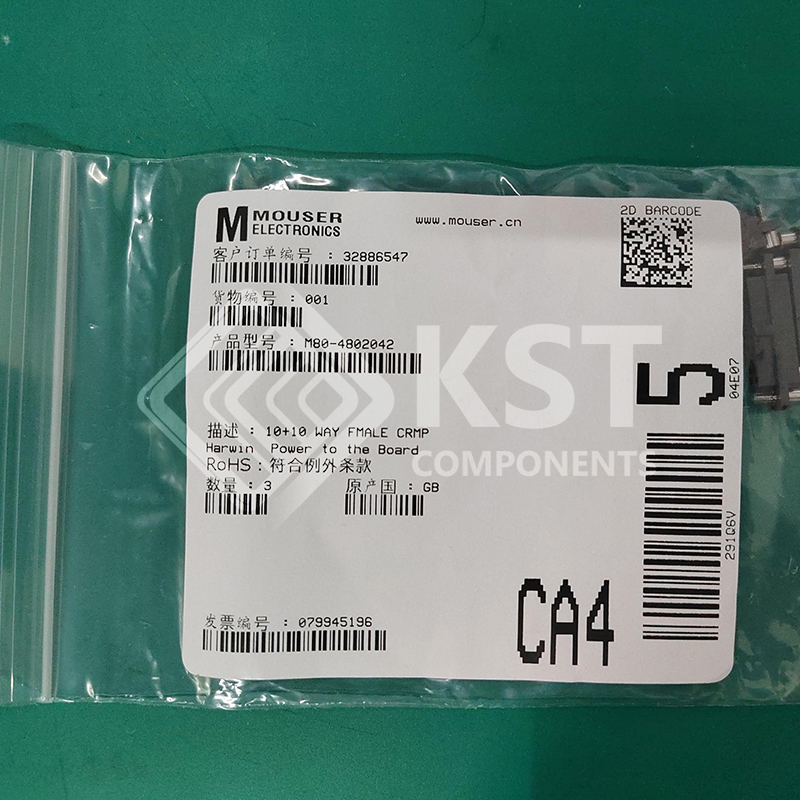 MOUSER
ELECTRONICS
www.mouser.cn
2D BARCODE
客户订单编号 : 32886547
货物编号 : 001
产品型号 : M80-4802042
描述 : 10+10 WAY FMALE CRMP
Harwin Power to the Board
RoHS : 符合例外条款
数量 : 3 原产国 : GB
发票编号 : 079945196
5
04E07
291Q6V
CA4
KST
COMPONENTS